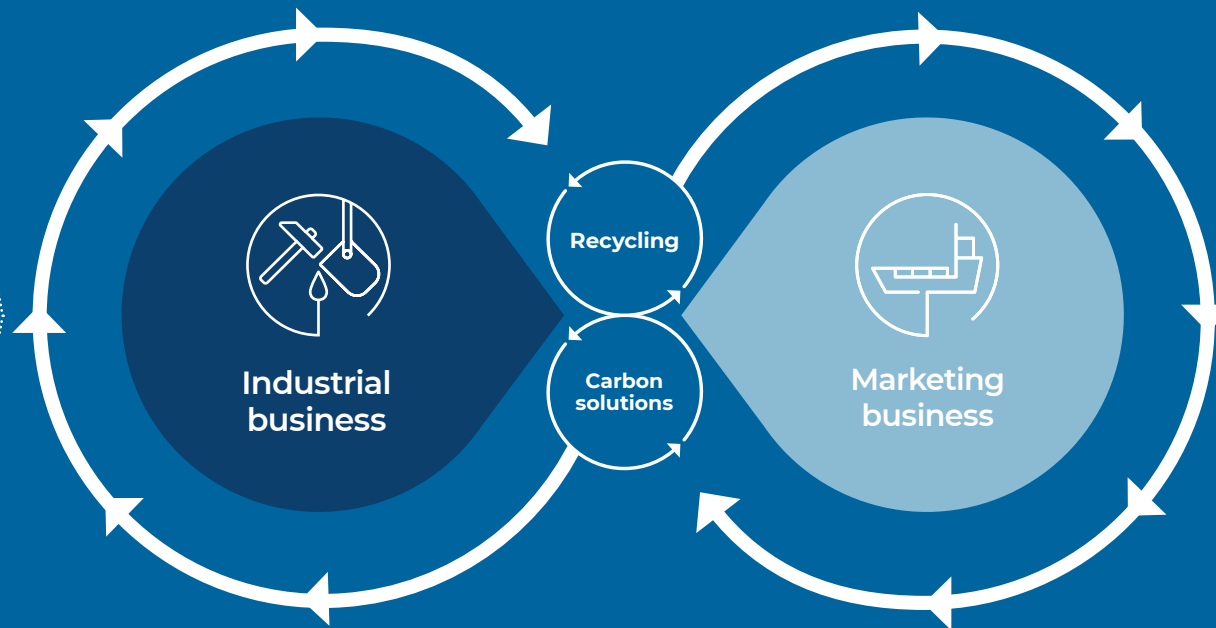 Industrial
business
Recycling
Carbon
solutions
Marketing
business